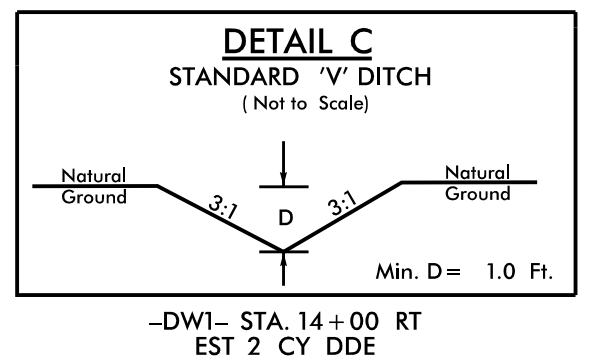 DETAIL C
STANDARD 'V' DITCH
( Not to Scale)
Natural
Ground
3:1
D
3:1
Natural
Ground
Min. D= 1.0 Ft.
–DW1– STA. 14+00 RT
EST 2 CY DDE